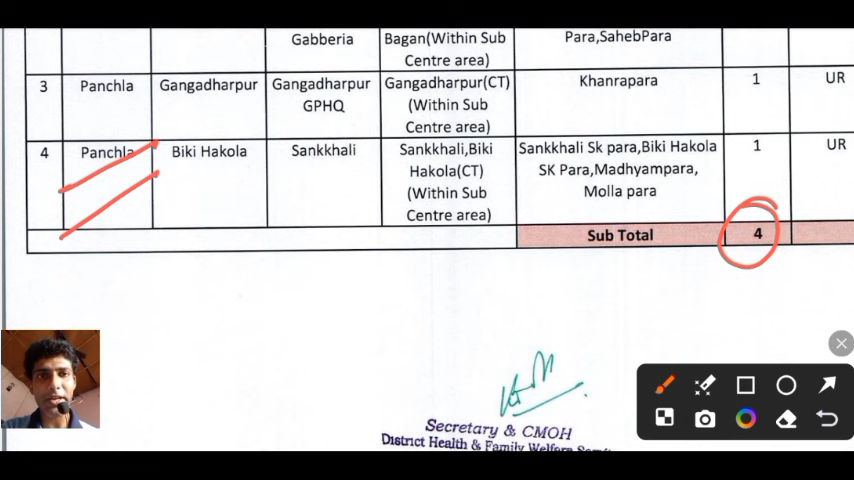 Gabberia Bagan(Within Sub Centre area) Para,SahebPara
3 Panchla Gangadharpur Gangadharpur GPHQ Gangadharpur(CT) (Within Sub Centre area) Khanrapara 1 UR
4 Panchla Biki Hakola Sankkhali Sankkhali,Biki Hakola(CT) (Within Sub Centre area) Sankkhali Sk para,Biki Hakola SK Para,Madhyampara, Molla para 1 UR
Sub Total 4
Secretary & CMOH
District Health & Family Welfare